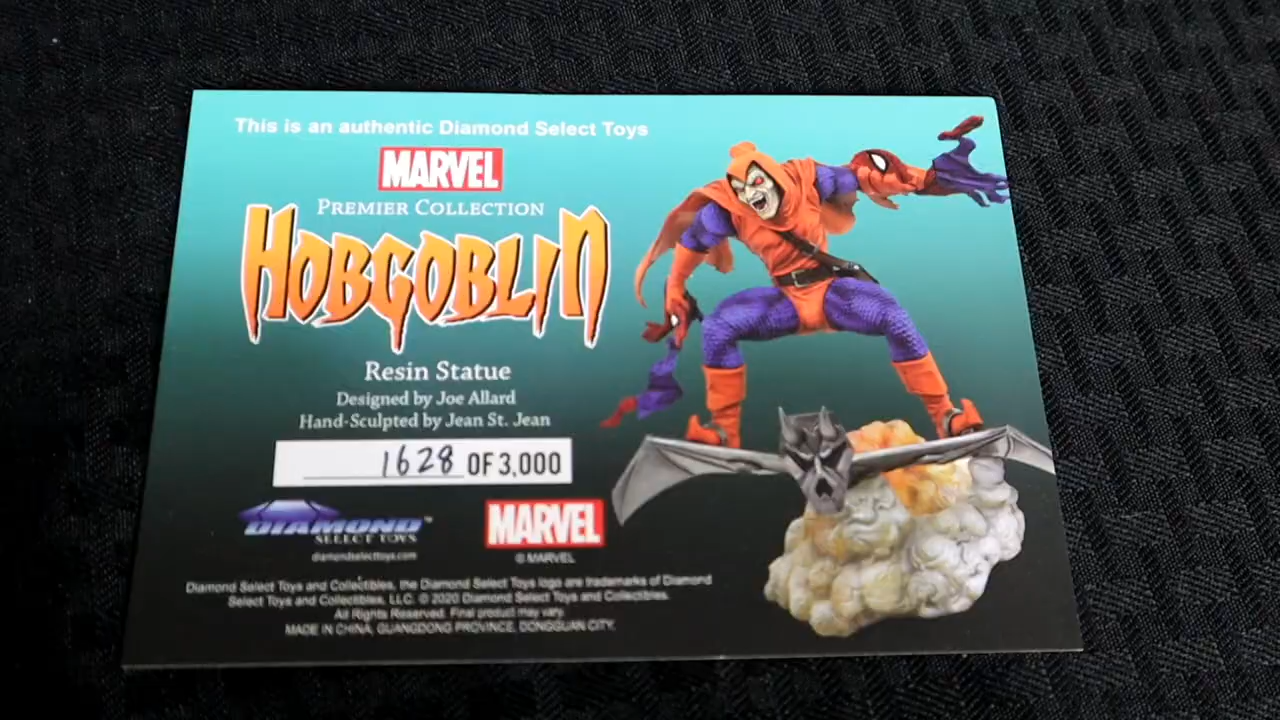 This is an authentic Diamond Select Toys
MARVEL
PREMIER COLLECTION
HOBGOBLIN
Resin Statue
Designed by Joe Allard
Hand-Sculpted by Jean St. Jean
1628 OF 3,000
DIAMOND™
SELECT TOYS
diamondselecttoys.com
MARVEL
© MARVEL
Diamond Select Toys and Collectibles, the Diamond Select Toys logo are trademarks of Diamond
Select Toys and Collectibles, LLC. © 2020 Diamond Select Toys and Collectibles.
All Rights Reserved. Final product may vary.
MADE IN CHINA, GUANGDONG PROVINCE, DONGGUAN CITY.